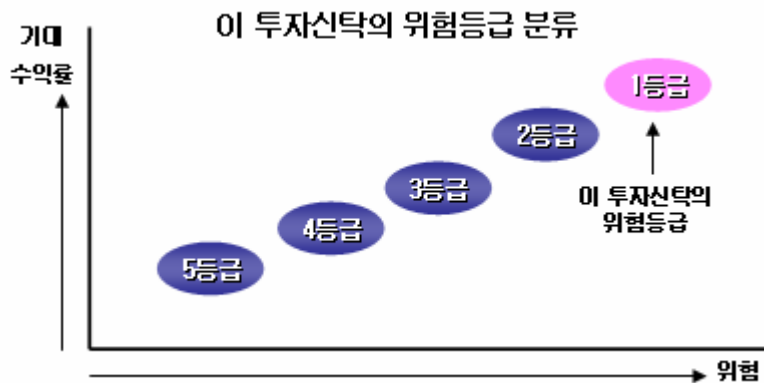 이 투자신탁의 위험등급 분류
기대
수익률
1등급
2등급
3등급
4등급
5등급
이 투자신탁의
위험등급
위험